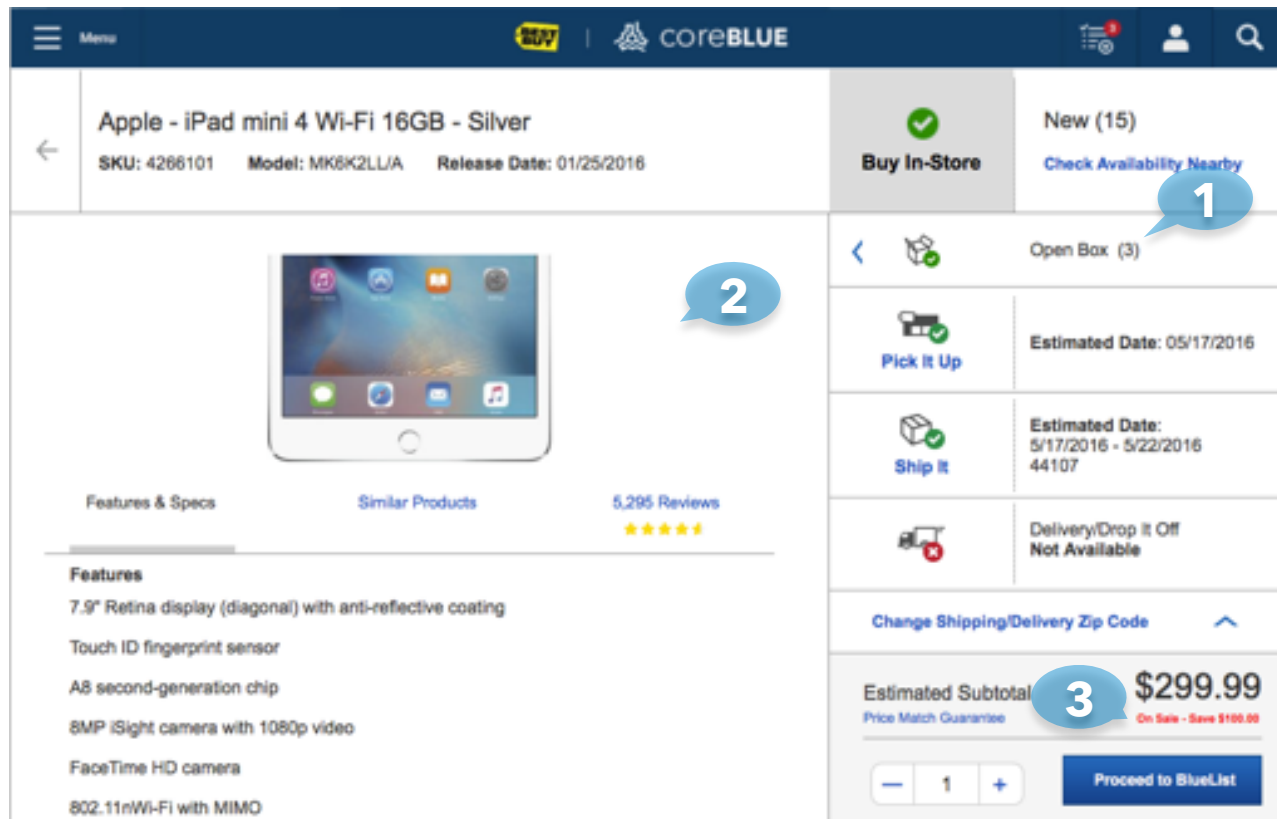 Menu
BEST BUY
coreBLUE
3
Apple - iPad mini 4 Wi-Fi 16GB - Silver
SKU: 4266101 Model: MK6K2LL/A Release Date: 01/25/2016
Buy In-Store
New (15)
Check Availability Nearby
1
Open Box (3)
2
Pick It Up
Estimated Date: 05/17/2016
Ship It
Estimated Date:
5/17/2016 - 5/22/2016
44107
Delivery/Drop It Off
Not Available
Change Shipping/Delivery Zip Code
Features & Specs
Similar Products
5,295 Reviews
Features
7.9" Retina display (diagonal) with anti-reflective coating
Touch ID fingerprint sensor
A8 second-generation chip
8MP iSight camera with 1080p video
FaceTime HD camera
802.11nWi-Fi with MIMO
Estimated Subtotal
Price Match Guarantee
3
$299.99
On Sale - Save $100.00
— 1 +
Proceed to BlueList